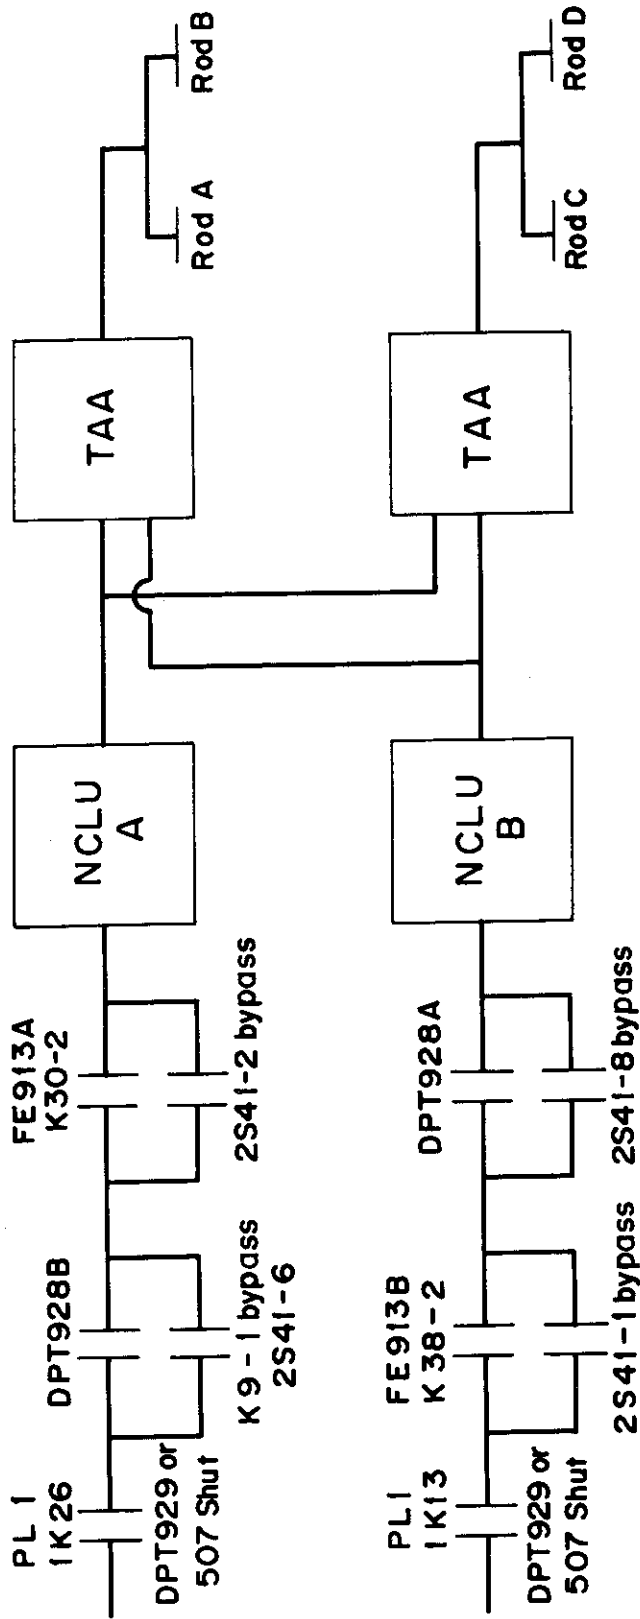 PL1
1K26
DPT929 or
507 Shut
DPT928B
K9-1 bypass
2S41-6
FE913A
K30-2
2S41-2 bypass
NCLU
A
TAA
Rod A
Rod B
PL1
1K13
DPT929 or
507 Shut
FE913B
K38-2
2S41-1 bypass
DPT928A
2S41-8 bypass
NCLU
B
TAA
Rod C
Rod D